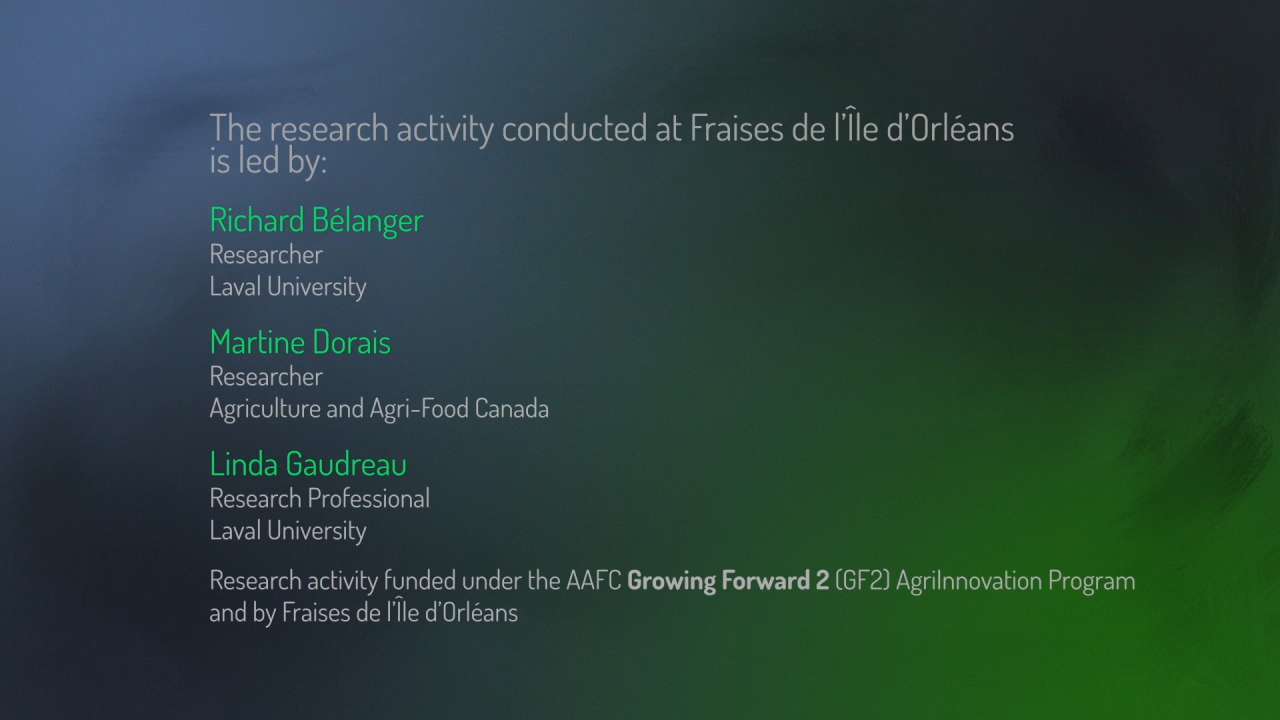 The research activity conducted at Fraises de l’Île d’Orléans
is led by:
Richard Bélanger
Researcher
Laval University
Martine Dorais
Researcher
Agriculture and Agri-Food Canada
Linda Gaudreau
Research Professional
Laval University
Research activity funded under the AAFC Growing Forward 2 (GF2) AgriInnovation Program
and by Fraises de l’Île d’Orléans